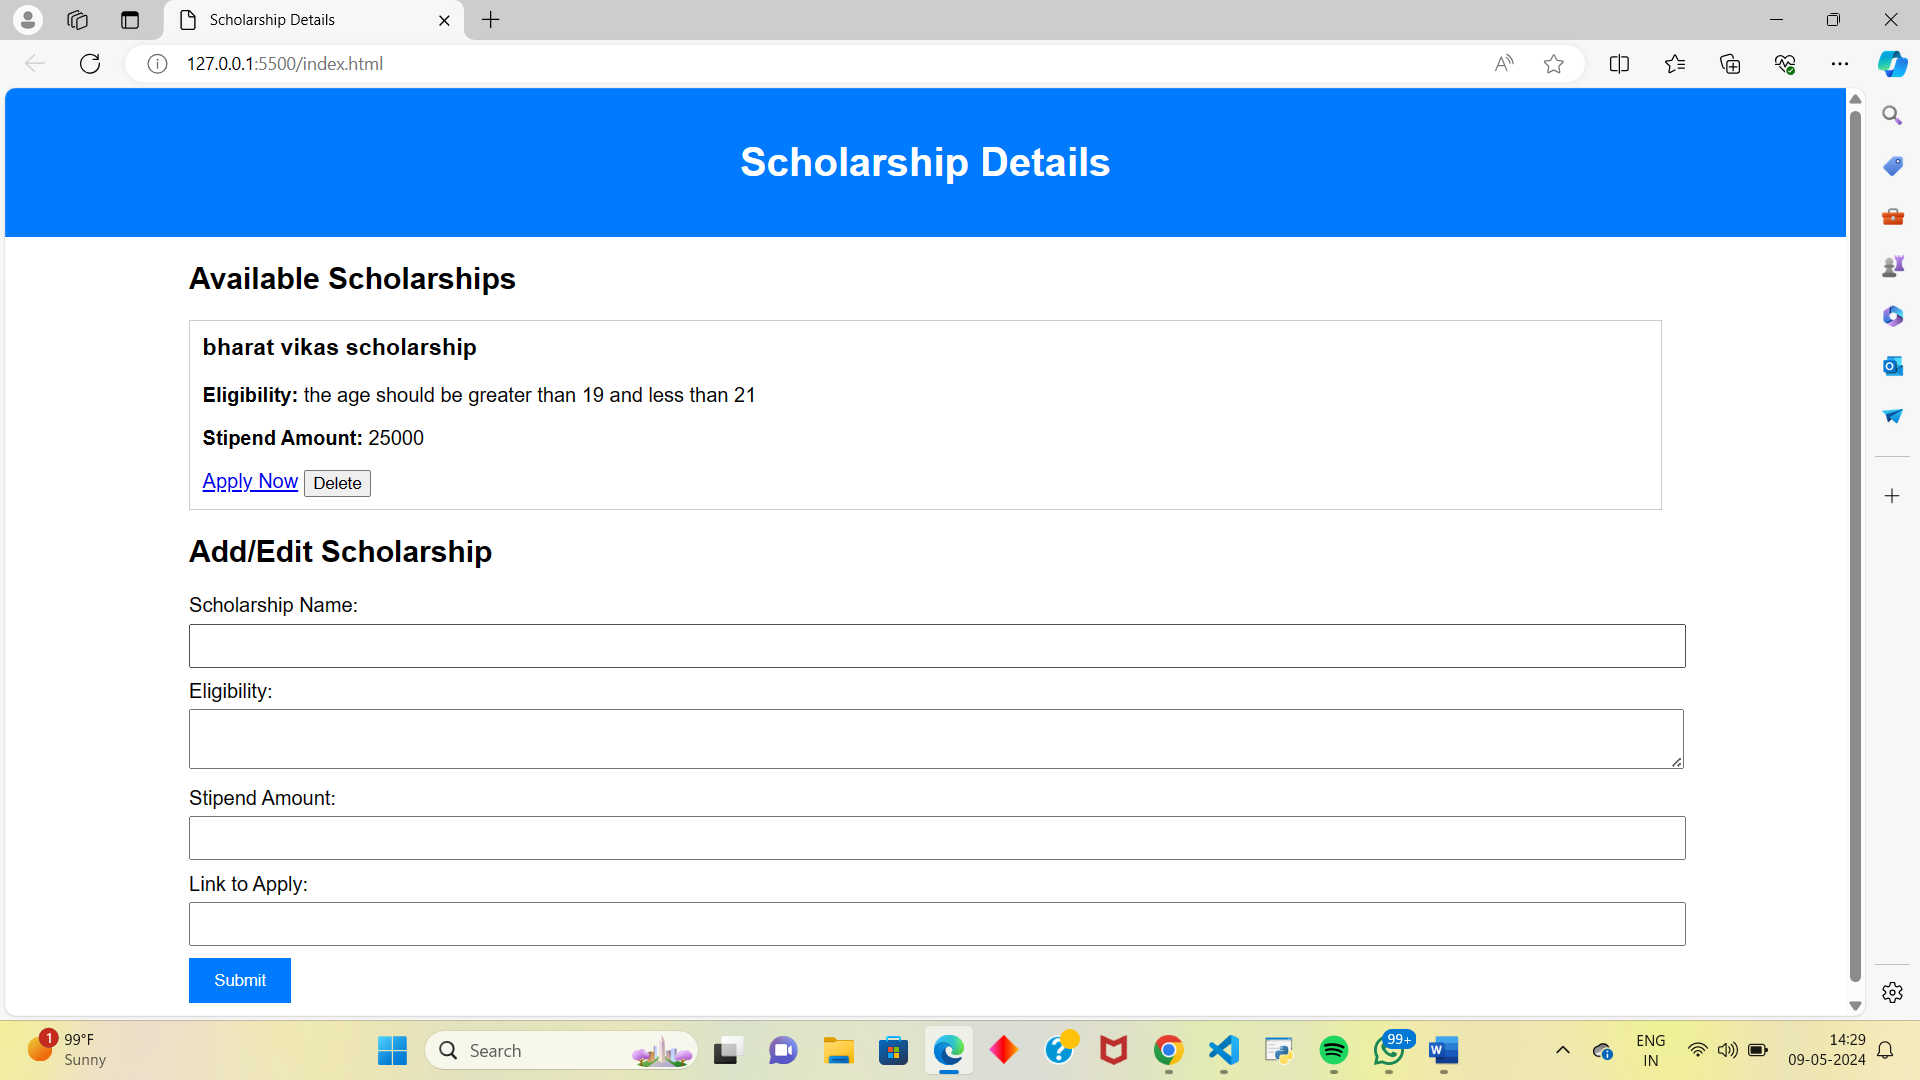 Scholarship Details
127.0.0.1:5500/index.html
Scholarship Details
Available Scholarships
bharat vikas scholarship
Eligibility: the age should be greater than 19 and less than 21
Stipend Amount: 25000
Apply Now Delete
Add/Edit Scholarship
Scholarship Name:
Eligibility:
Stipend Amount:
Link to Apply:
Submit
1 99°F
Sunny
Search
99+
ENG
IN
14:29
09-05-2024